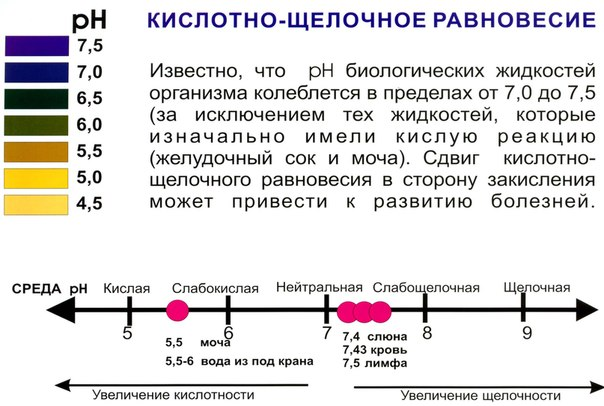 pH
7,5
7,0
6,5
6,0
5,5
5,0
4,5
КИСЛОТНО-ЩЕЛОЧНОЕ РАВНОВЕСИЕ
Известно, что pH биологических жидкостей
организма колеблется в пределах от 7,0 до 7,5
(за исключением тех жидкостей, которые
изначально имели кислую реакцию
(желудочный сок и моча). Сдвиг кислотно-
щелочного равновесия в сторону закисления
может привести к развитию болезней.
СРЕДА pH Кислая Слабокислая Нейтральная Слабощелочная Щелочная
5 6 7 8 9
5,5 моча
5,5-6 вода из под крана
7,4 слюна
7,43 кровь
7,5 лимфа
Увеличение кислотности
Увеличение щелочности